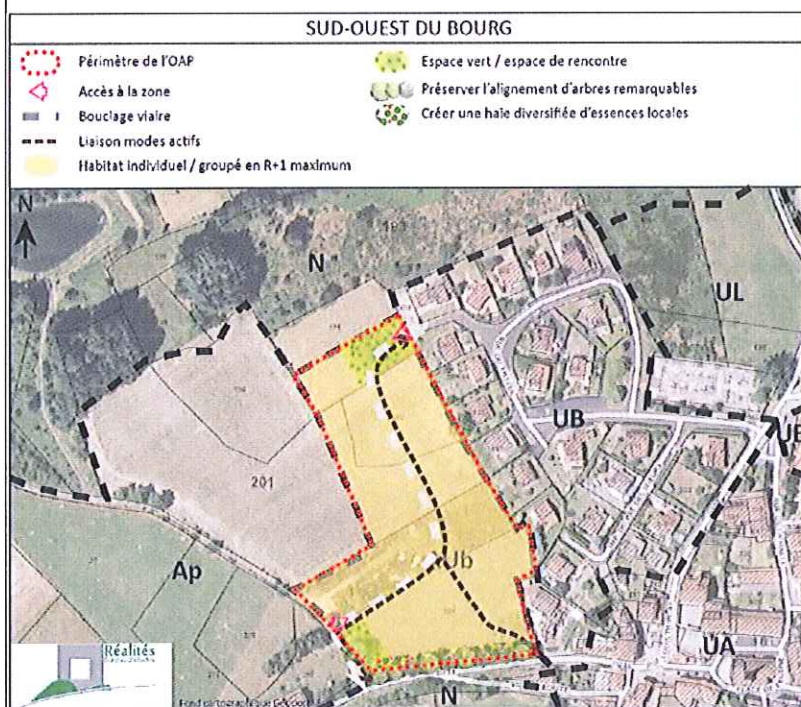 SUD-OUEST DU BOURG
Périmètre de l'OAP
Accès à la zone
Bouclage viaire
Liaison modes actifs
Habitat individuel / groupé en R+1 maximum
Espace vert / espace de rencontre
Préserver l'alignement d'arbres remarquables
Créer une haie diversifiée d'essences locales
N
N
UL
UB
201
Ap
Ub
UA
N
Réalités
Fond cartographique